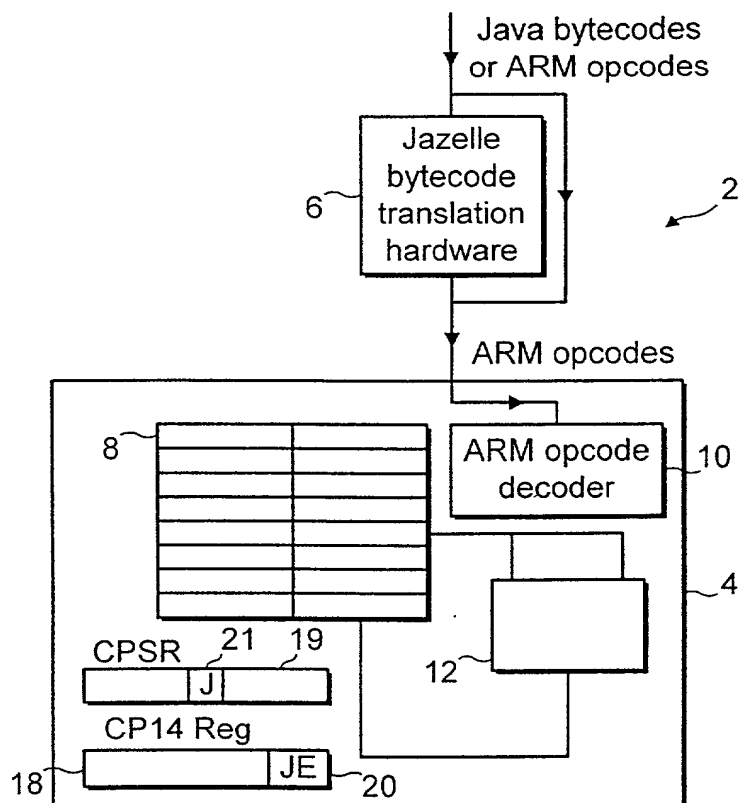 Java bytecodes
or ARM opcodes
Jazelle
bytecode
translation
hardware
6
2
ARM opcodes
8
ARM opcode
decoder
10
4
12
CPSR
21
19
J
CP14 Reg
18
JE
20